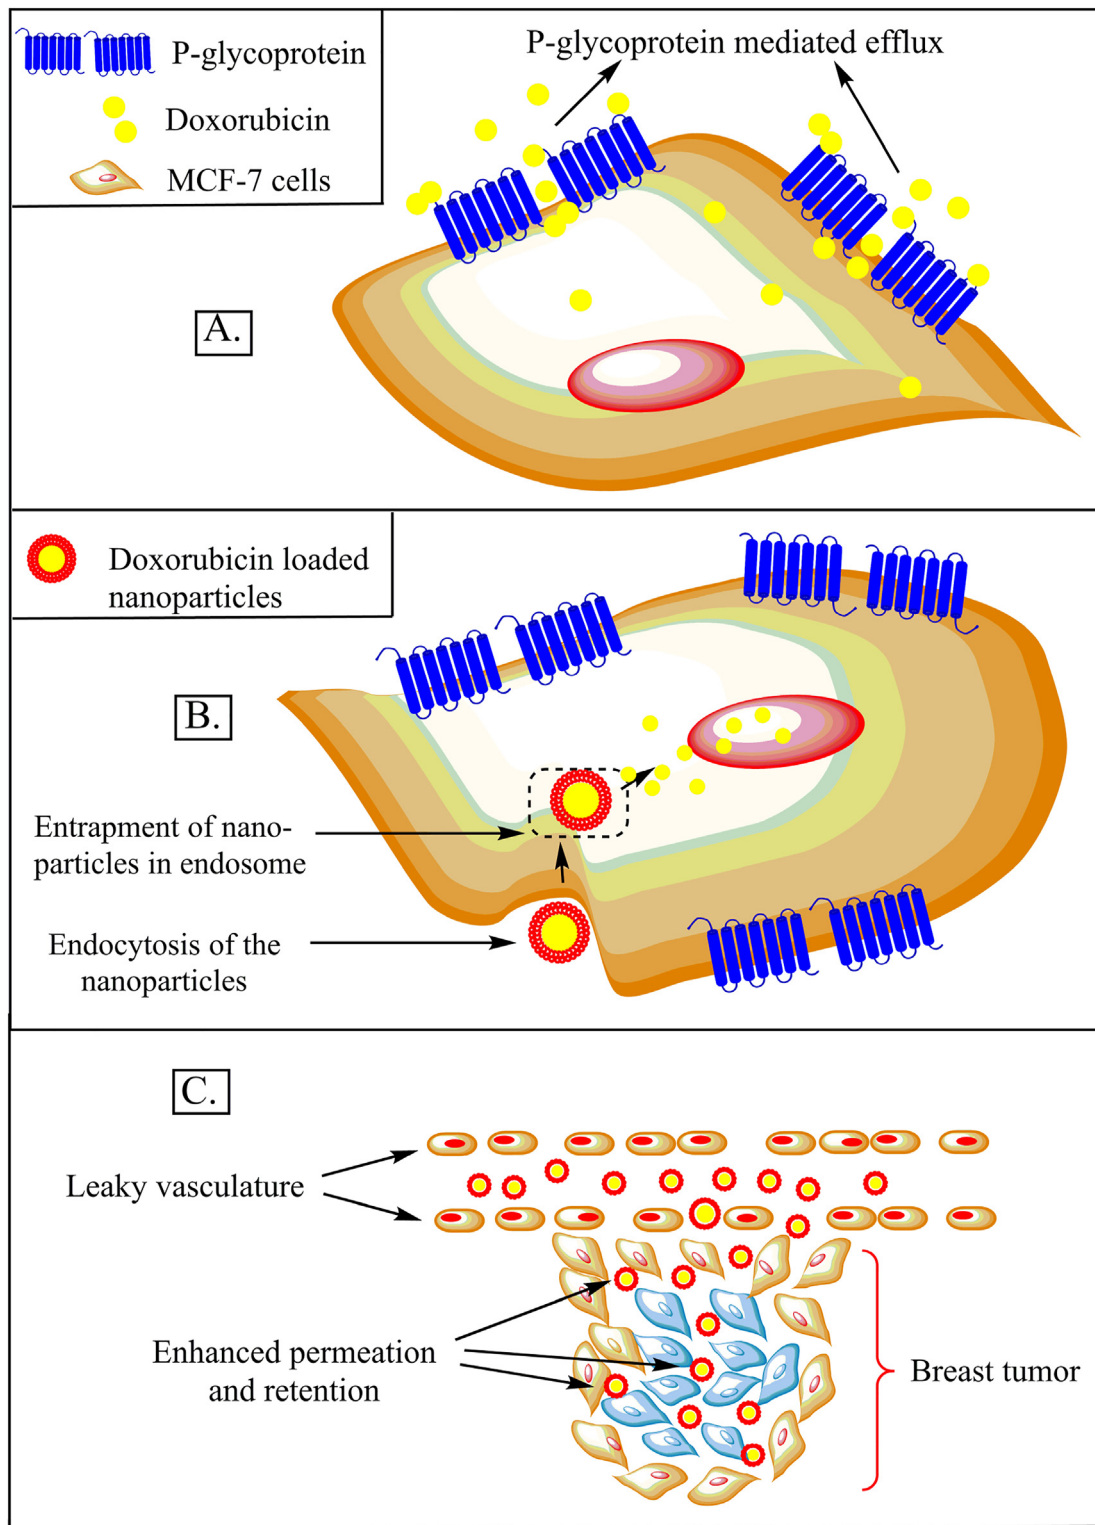 P-glycoprotein
Doxorubicin
MCF-7 cells
P-glycoprotein mediated efflux
A.
Doxorubicin loaded
nanoparticles
B.
Entrapment of nano-
particles in endosome
Endocytosis of the
nanoparticles
C.
Leaky vasculature
Enhanced permeation
and retention
Breast tumor